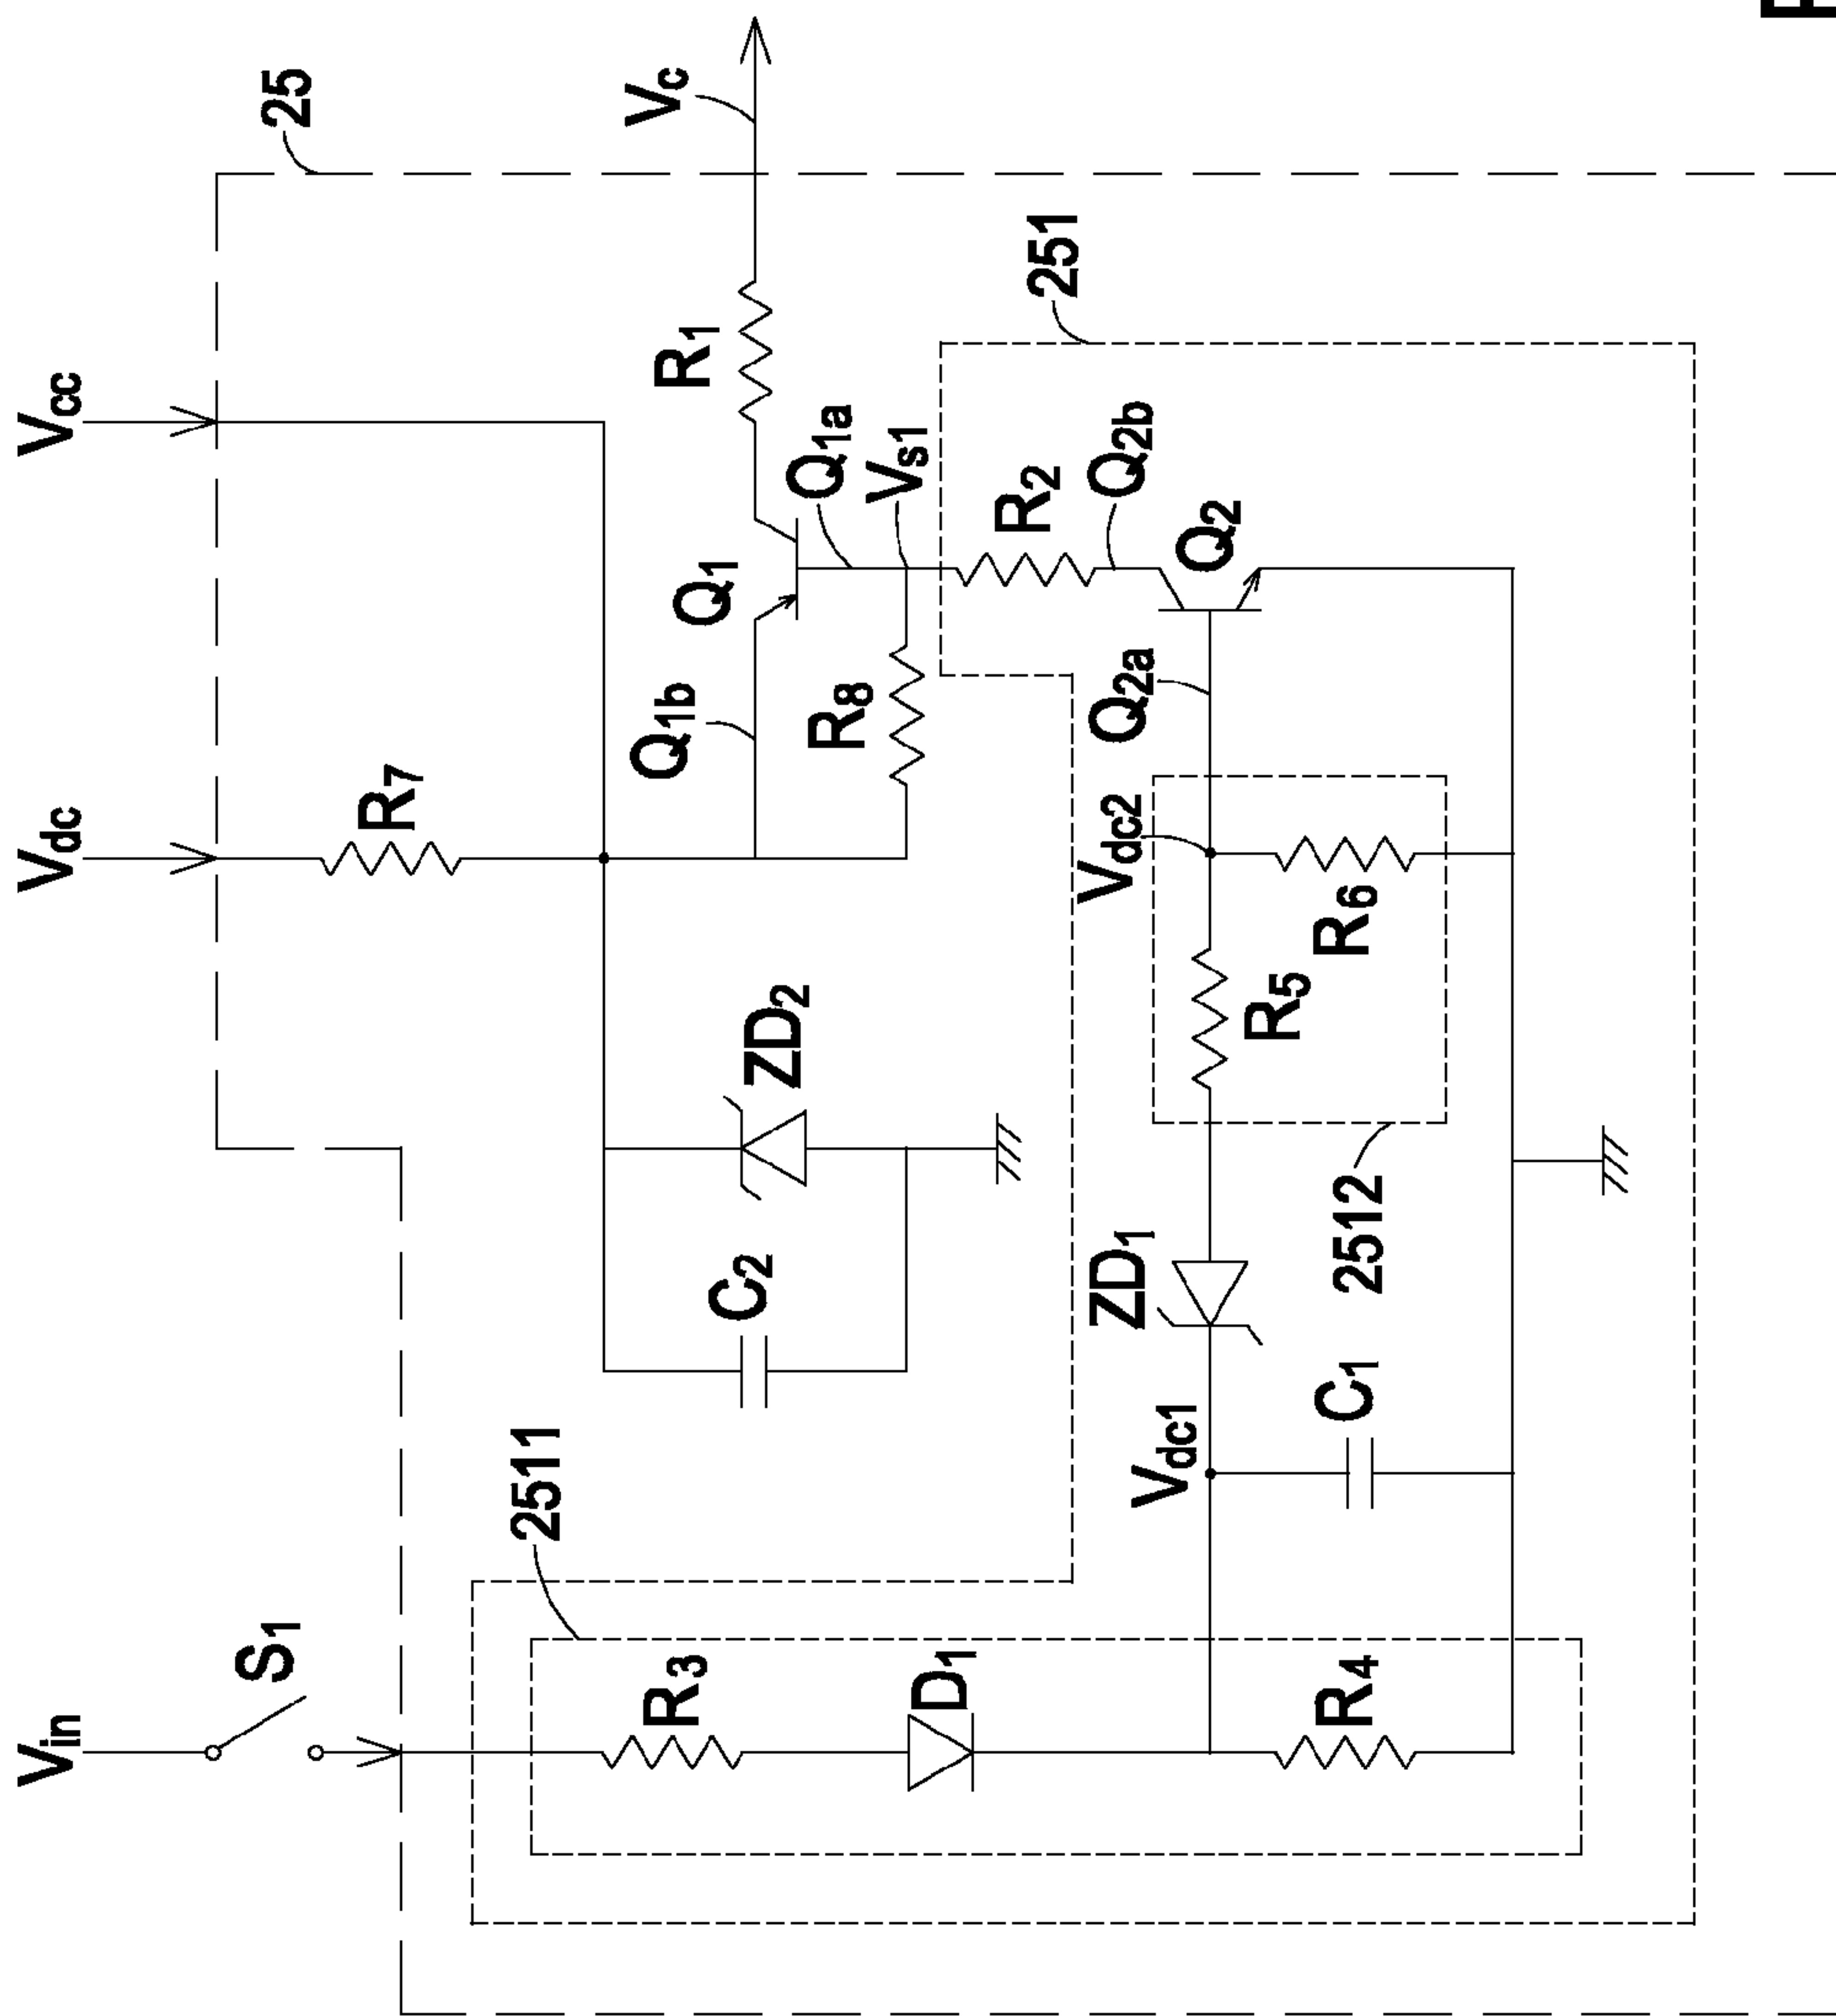 Vin
S1
Vdc
Vcc
25
2511
R7
Vc
R3
C2
ZD2
Q1b
Q1
R1
R8
Q1a
Vs1
D1
251
R2
Vdc1
ZD1
Vdc2
Q2a
Q2b
Q2
R5
R4
C1
2512
R6